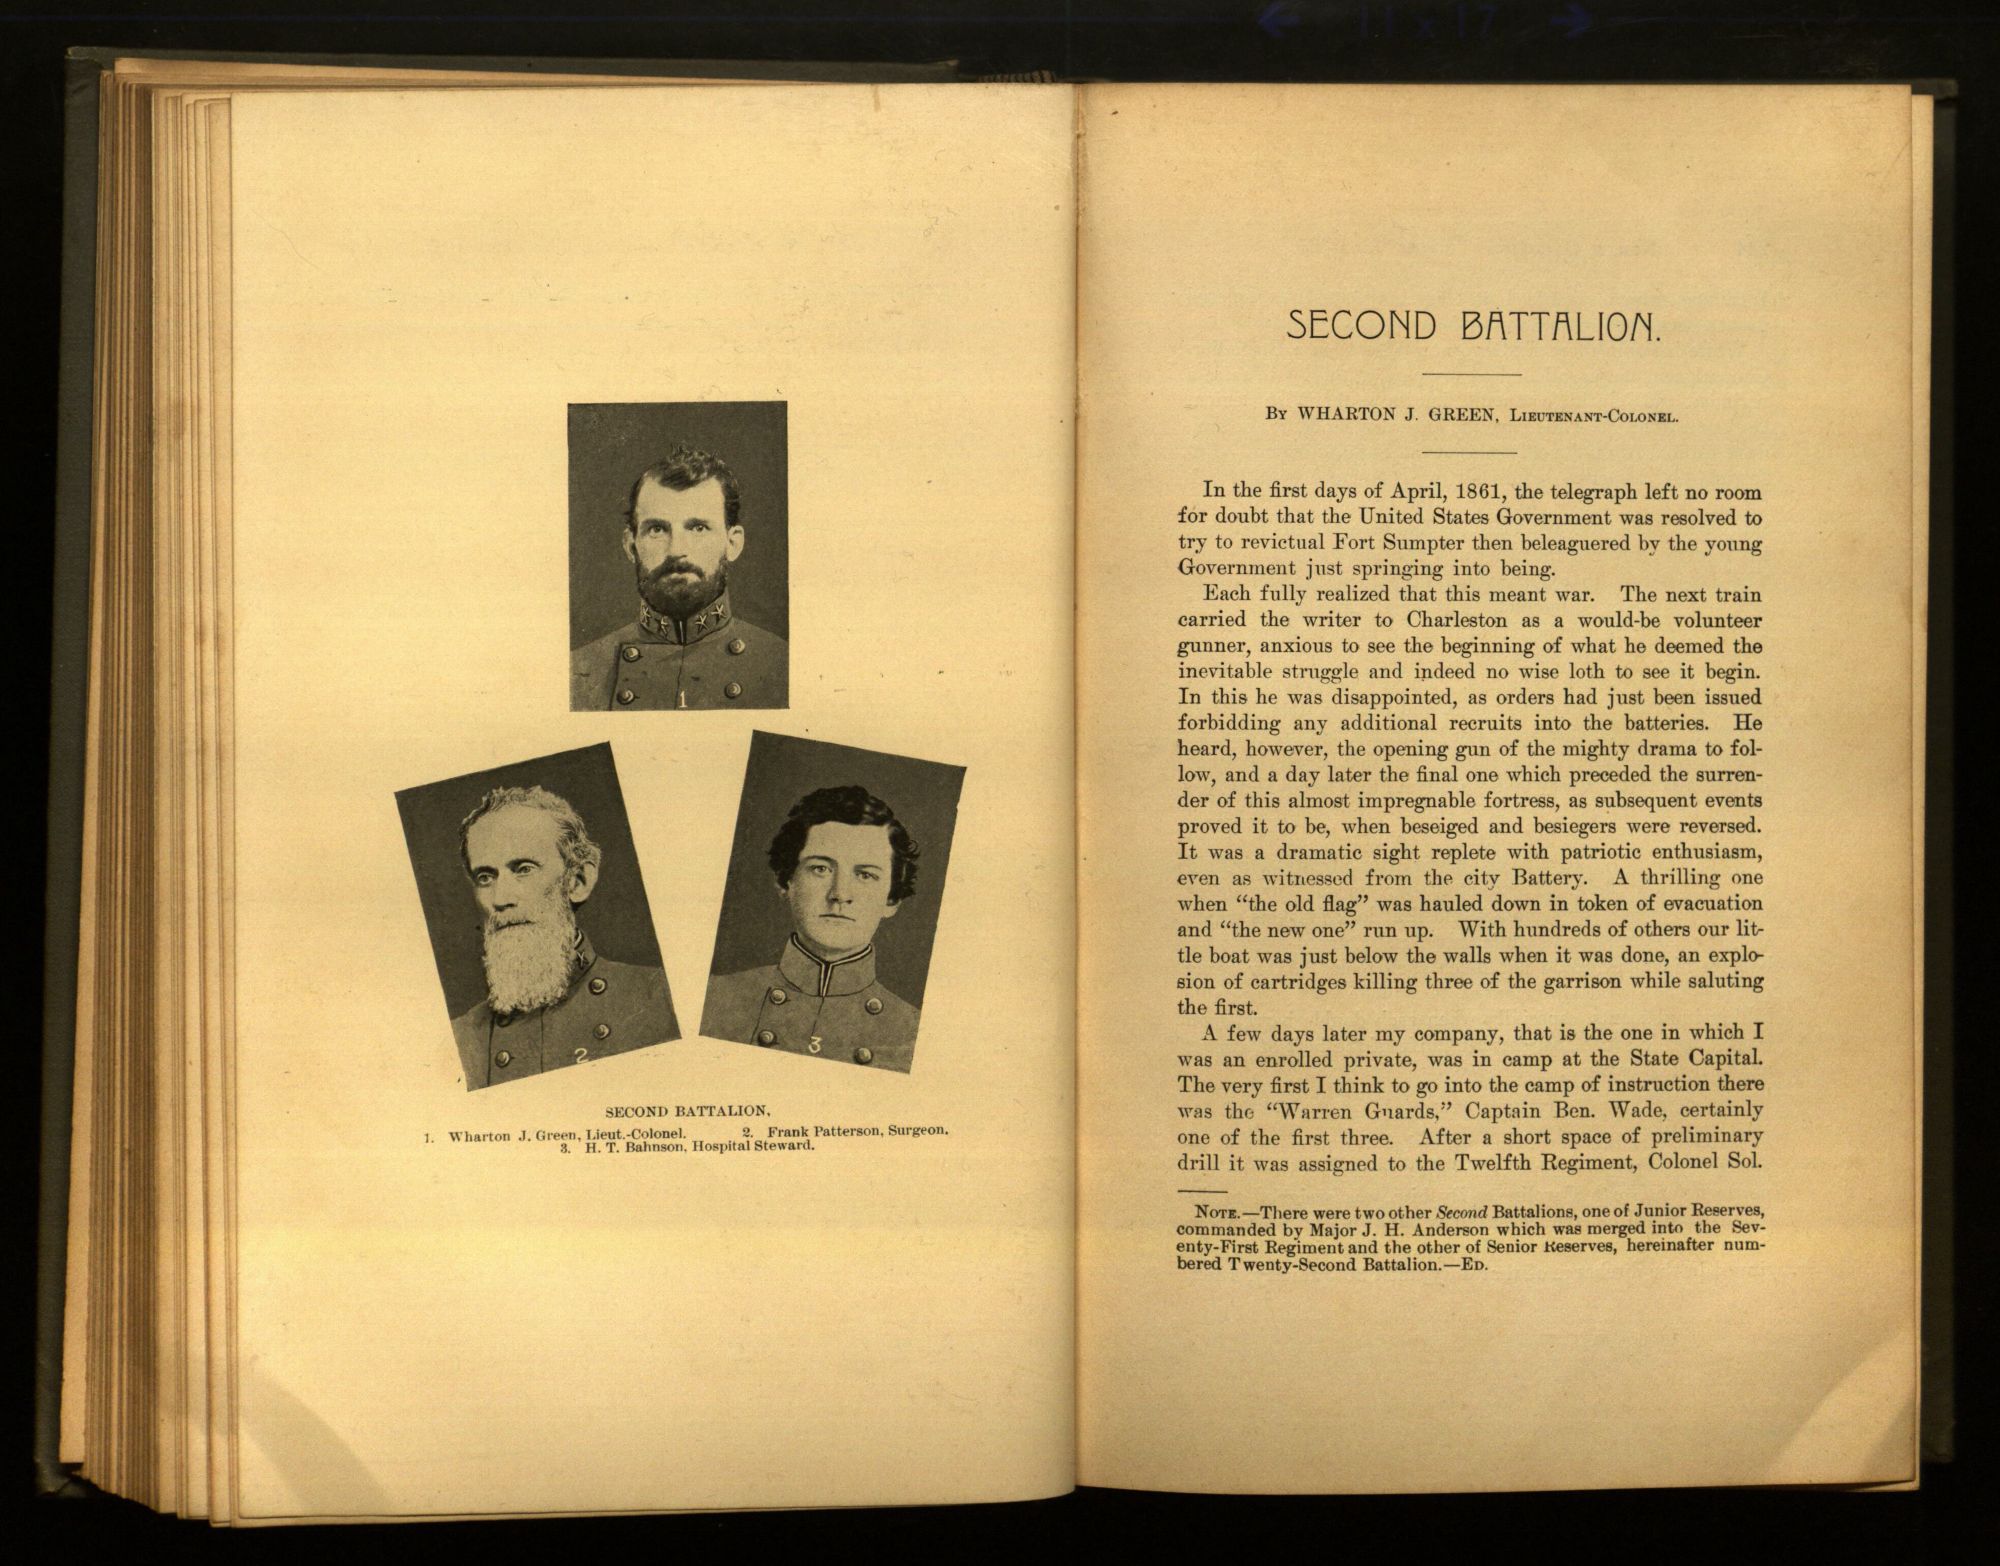 ← 11 x 17 →
1
2
3
SECOND BATTALION,
1. Wharton J. Green, Lieut.-Colonel. 2. Frank Patterson, Surgeon.
3. H. T. Bahnson, Hospital Steward.
SECOND BATTALION.
By WHARTON J. GREEN, Lieutenant-Colonel.
In the first days of April, 1861, the telegraph left no room
for doubt that the United States Government was resolved to
try to revictual Fort Sumpter then beleaguered by the young
Government just springing into being.
Each fully realized that this meant war. The next train
carried the writer to Charleston as a would-be volunteer
gunner, anxious to see the beginning of what he deemed the
inevitable struggle and indeed no wise loth to see it begin.
In this he was disappointed, as orders had just been issued
forbidding any additional recruits into the batteries. He
heard, however, the opening gun of the mighty drama to fol-
low, and a day later the final one which preceded the surren-
der of this almost impregnable fortress, as subsequent events
proved it to be, when beseiged and besiegers were reversed.
It was a dramatic sight replete with patriotic enthusiasm,
even as witnessed from the city Battery. A thrilling one
when “the old flag” was hauled down in token of evacuation
and “the new one” run up. With hundreds of others our lit-
tle boat was just below the walls when it was done, an explo-
sion of cartridges killing three of the garrison while saluting
the first.
A few days later my company, that is the one in which I
was an enrolled private, was in camp at the State Capital.
The very first I think to go into the camp of instruction there
was the “Warren Guards,” Captain Ben. Wade, certainly
one of the first three. After a short space of preliminary
drill it was assigned to the Twelfth Regiment, Colonel Sol.
Note.—There were two other Second Battalions, one of Junior Reserves,
commanded by Major J. H. Anderson which was merged into the Sev-
enty-First Regiment and the other of Senior Reserves, hereinafter num-
bered Twenty-Second Battalion.—Ed.